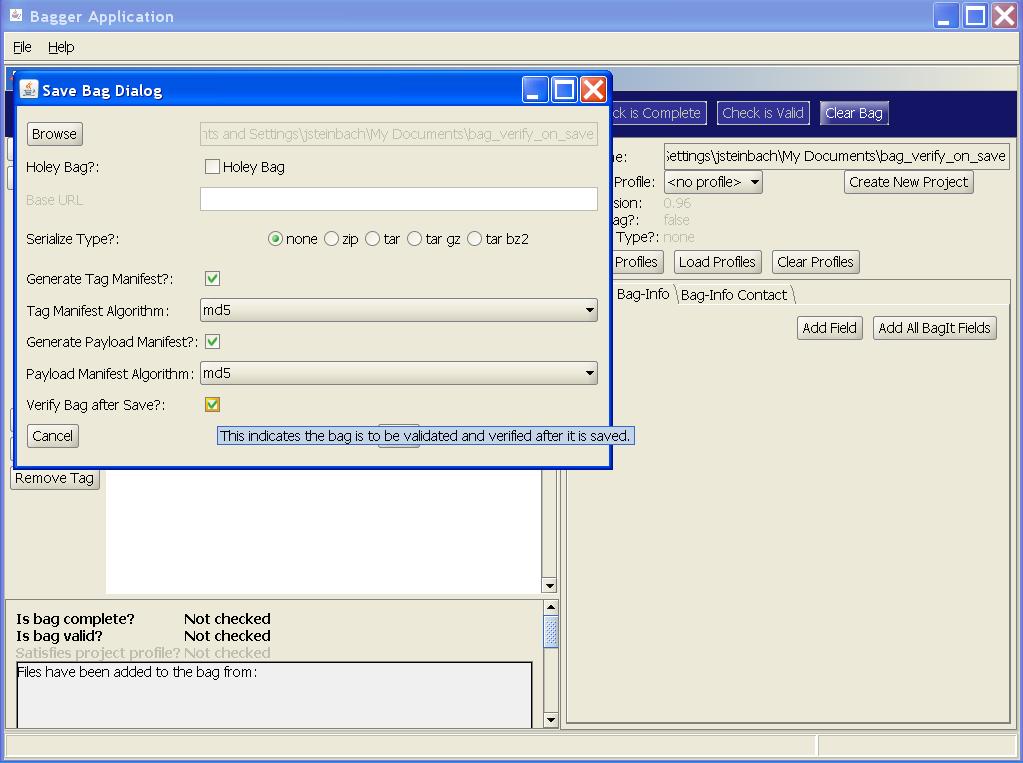 Bagger Application
File Help
Save Bag Dialog
Browse
nts and Settings\jsteinbach\My Documents\bag_verify_on_save
Holey Bag?:
Holey Bag
Base URL
Serialize Type?:
none zip tar tar gz tar bz2
Generate Tag Manifest?:
Tag Manifest Algorithm:
md5
Generate Payload Manifest?:
Payload Manifest Algorithm:
md5
Verify Bag after Save?:
Cancel
This indicates the bag is to be validated and verified after it is saved.
ck is Complete
Check is Valid
Clear Bag
e:
Settings\jsteinbach\My Documents\bag_verify_on_save
Profile:
<no profile>
Create New Project
sion: 0.96
ag?: false
Type?: none
Profiles
Load Profiles
Clear Profiles
Bag-Info
Bag-Info Contact
Add Field
Add All BagIt Fields
Remove Tag
Is bag complete? Not checked
Is bag valid? Not checked
Satisfies project profile? Not checked
Files have been added to the bag from: